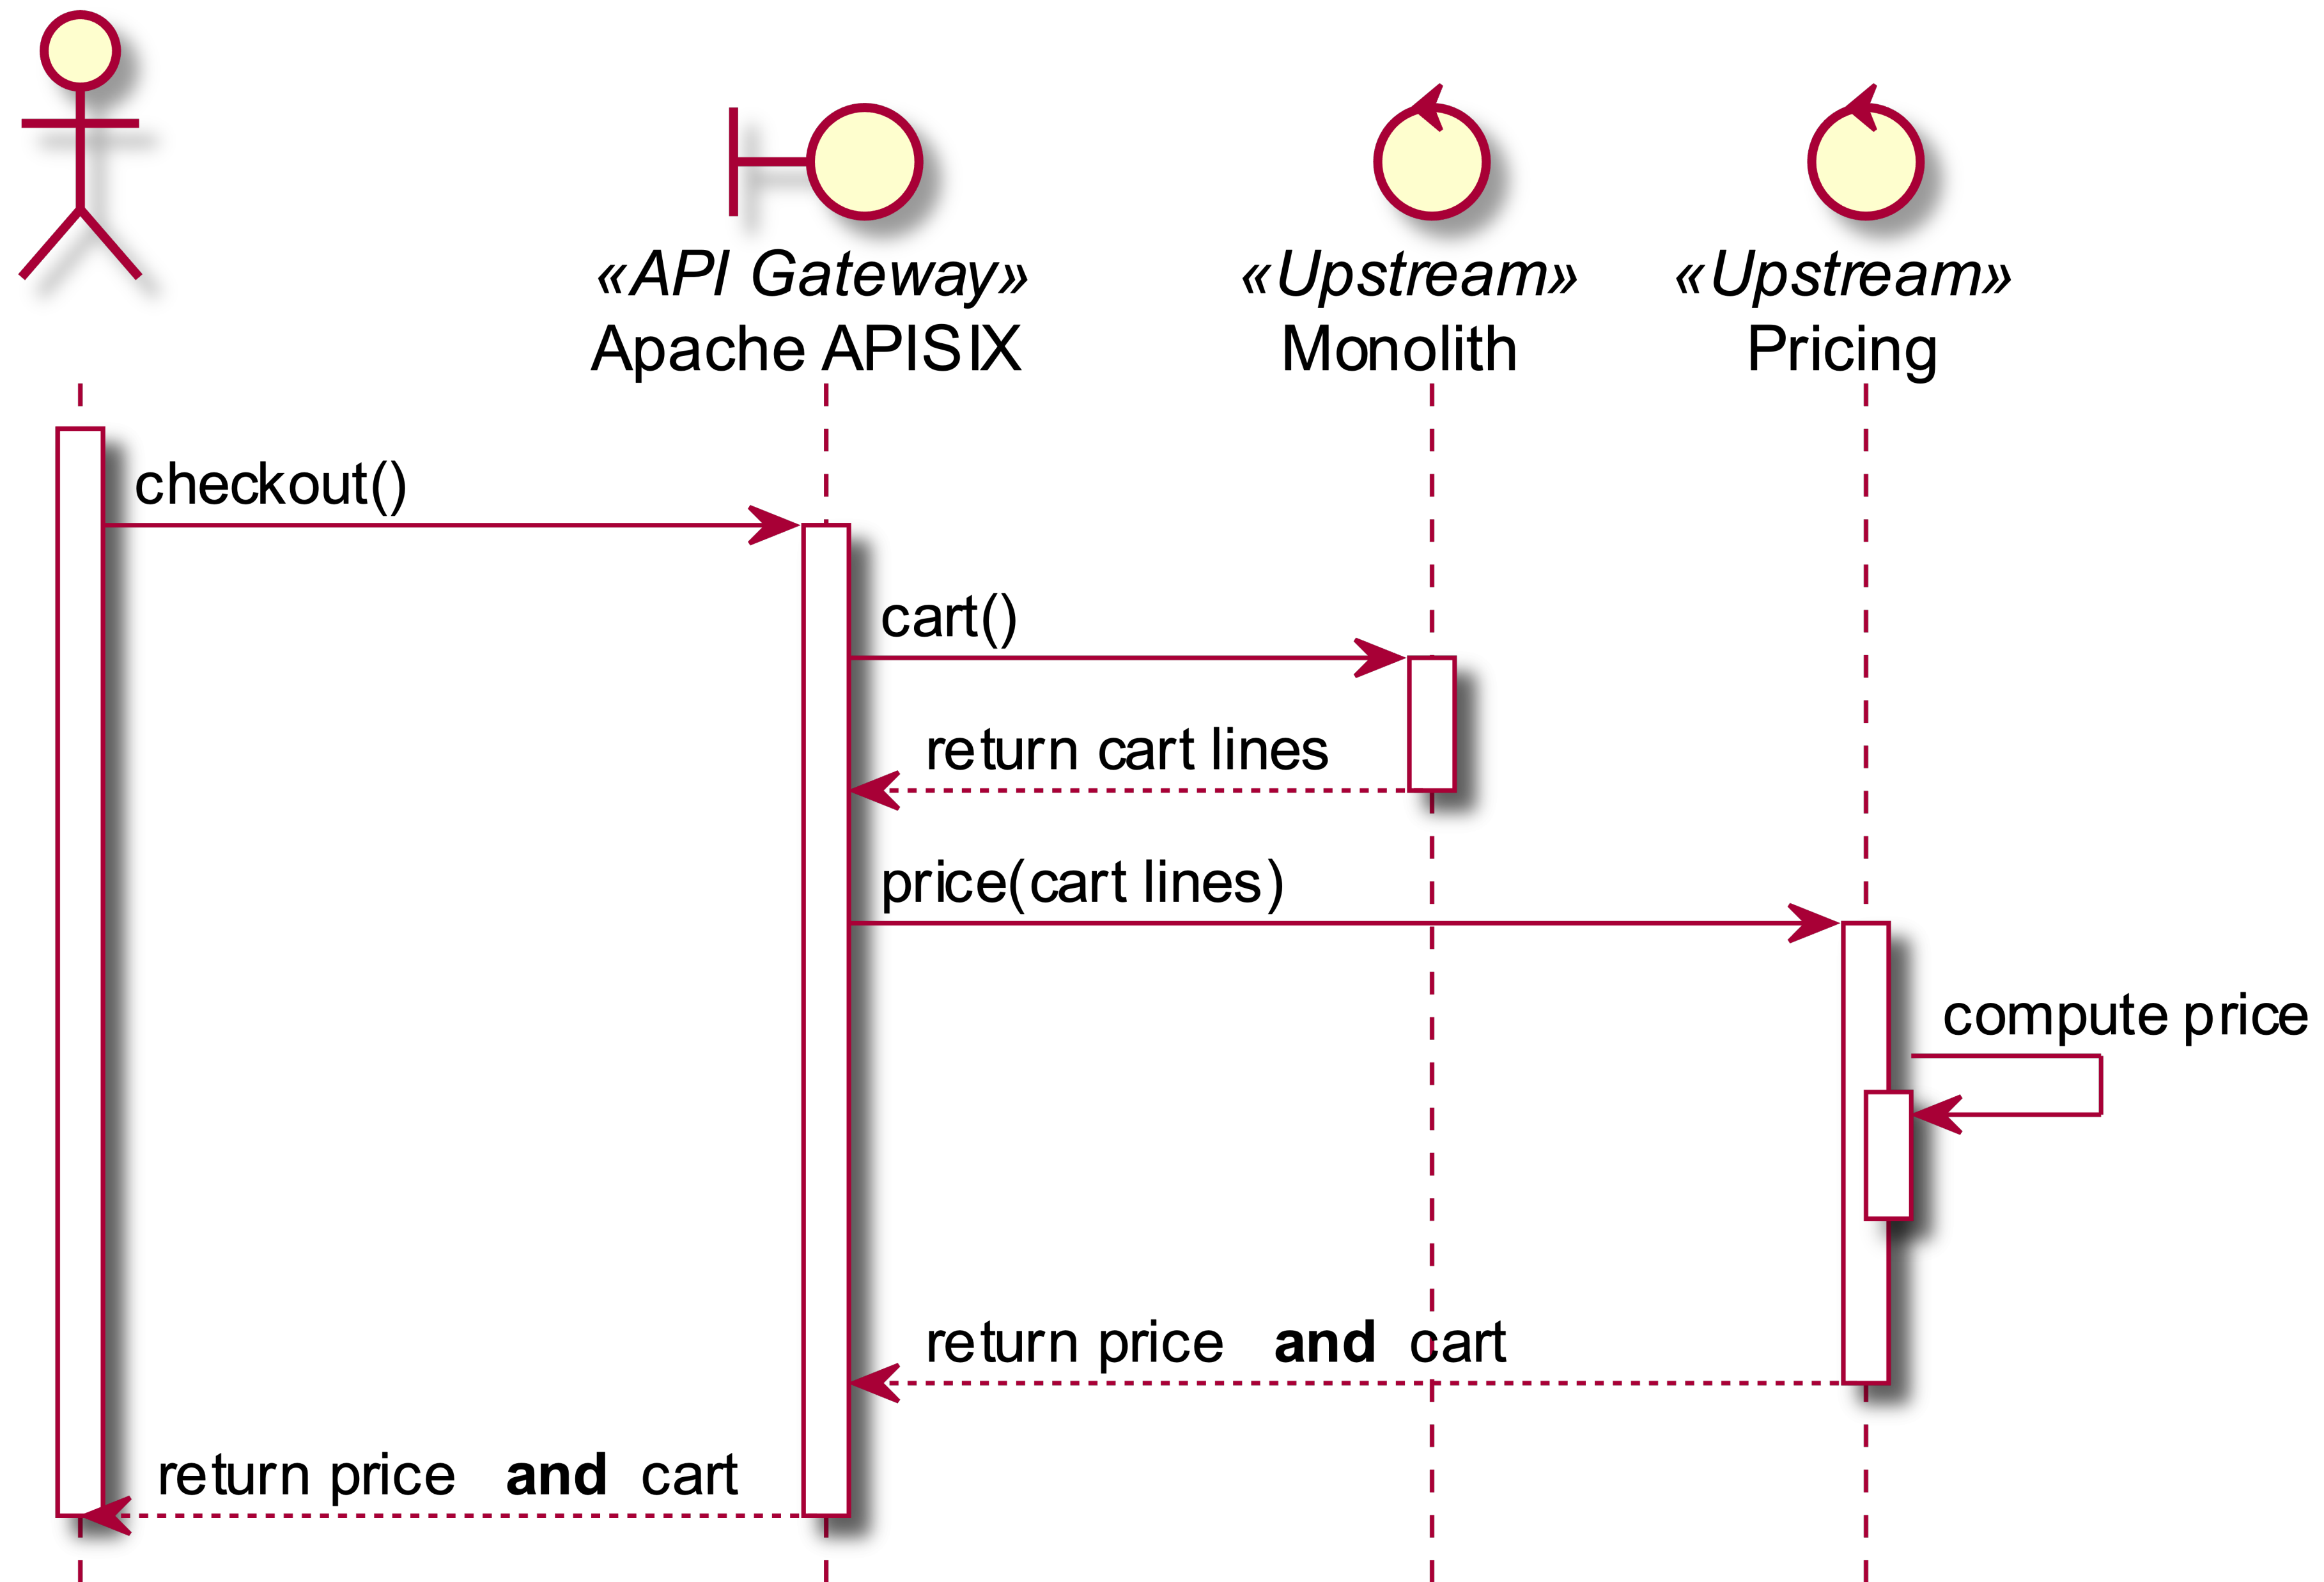 «API Gateway»
Apache APISIX
«Upstream»
Monolith
«Upstream»
Pricing
checkout()
cart()
return cart lines
price(cart lines)
compute price
return price and cart
return price and cart